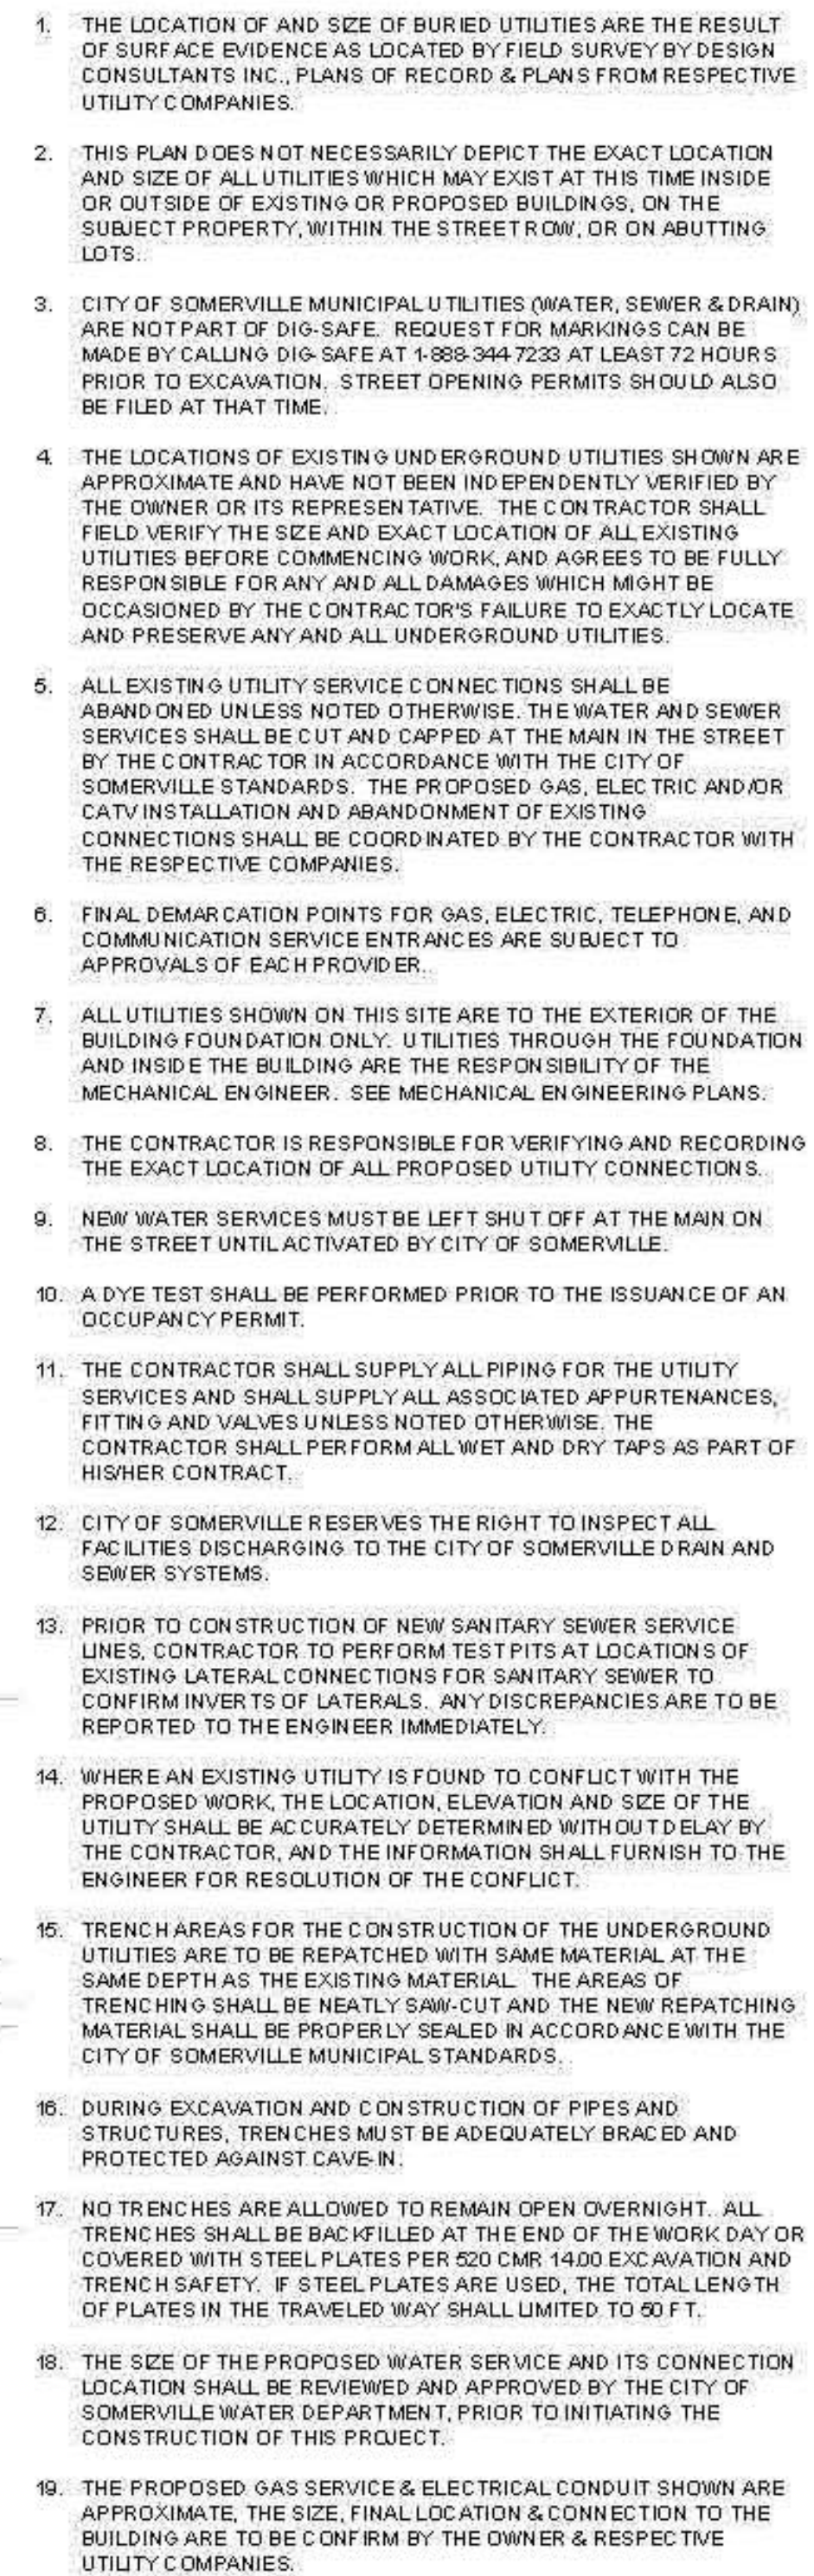 1. THE LOCATION OF AND SIZE OF BURIED UTILITIES ARE THE RESULT
OF SURFACE EVIDENCE AS LOCATED BY FIELD SURVEY BY DESIGN
CONSULTANTS INC., PLANS OF RECORD & PLANS FROM RESPECTIVE
UTILITY COMPANIES.
2. THIS PLAN DOES NOT NECESSARILY DEPICT THE EXACT LOCATION
AND SIZE OF ALL UTILITIES WHICH MAY EXIST AT THIS TIME INSIDE
OR OUTSIDE OF EXISTING OR PROPOSED BUILDINGS, ON THE
SUBJECT PROPERTY, WITHIN THE STREET ROW, OR ON ABUTTING
LOTS.
3. CITY OF SOMERVILLE MUNICIPAL UTILITIES (WATER, SEWER & DRAIN)
ARE NOT PART OF DIG-SAFE. REQUEST FOR MARKINGS CAN BE
MADE BY CALLING DIG-SAFE AT 1-888-344-7233 AT LEAST 72 HOURS
PRIOR TO EXCAVATION. STREET OPENING PERMITS SHOULD ALSO
BE FILED AT THAT TIME.
4. THE LOCATIONS OF EXISTING UNDERGROUND UTILITIES SHOWN ARE
APPROXIMATE AND HAVE NOT BEEN INDEPENDENTLY VERIFIED BY
THE OWNER OR ITS REPRESENTATIVE. THE CONTRACTOR SHALL
FIELD VERIFY THE SIZE AND EXACT LOCATION OF ALL EXISTING
UTILITIES BEFORE COMMENCING WORK, AND AGREES TO BE FULLY
RESPONSIBLE FOR ANY AND ALL DAMAGES WHICH MIGHT BE
OCCASIONED BY THE CONTRACTOR'S FAILURE TO EXACTLY LOCATE
AND PRESERVE ANY AND ALL UNDERGROUND UTILITIES.
5. ALL EXISTING UTILITY SERVICE CONNECTIONS SHALL BE
ABANDONED UNLESS NOTED OTHERWISE. THE WATER AND SEWER
SERVICES SHALL BE CUT AND CAPPED AT THE MAIN IN THE STREET
BY THE CONTRACTOR IN ACCORDANCE WITH THE CITY OF
SOMERVILLE STANDARDS. THE PROPOSED GAS, ELECTRIC AND/OR
CATV INSTALLATION AND ABANDONMENT OF EXISTING
CONNECTIONS SHALL BE COORDINATED BY THE CONTRACTOR WITH
THE RESPECTIVE COMPANIES.
6. FINAL DEMARCATION POINTS FOR GAS, ELECTRIC, TELEPHONE, AND
COMMUNICATION SERVICE ENTRANCES ARE SUBJECT TO
APPROVALS OF EACH PROVIDER.
7. ALL UTILITIES SHOWN ON THIS SITE ARE TO THE EXTERIOR OF THE
BUILDING FOUNDATION ONLY. UTILITIES THROUGH THE FOUNDATION
AND INSIDE THE BUILDING ARE THE RESPONSIBILITY OF THE
MECHANICAL ENGINEER. SEE MECHANICAL ENGINEERING PLANS.
8. THE CONTRACTOR IS RESPONSIBLE FOR VERIFYING AND RECORDING
THE EXACT LOCATION OF ALL PROPOSED UTILITY CONNECTIONS.
9. NEW WATER SERVICES MUST BE LEFT SHUT OFF AT THE MAIN ON
THE STREET UNTIL ACTIVATED BY CITY OF SOMERVILLE.
10. A DYE TEST SHALL BE PERFORMED PRIOR TO THE ISSUANCE OF AN
OCCUPANCY PERMIT.
11. THE CONTRACTOR SHALL SUPPLY ALL PIPING FOR THE UTILITY
SERVICES AND SHALL SUPPLY ALL ASSOCIATED APPURTENANCES,
FITTING AND VALVES UNLESS NOTED OTHERWISE. THE
CONTRACTOR SHALL PERFORM ALL WET AND DRY TAPS AS PART OF
HIS/HER CONTRACT.
12. CITY OF SOMERVILLE RESERVES THE RIGHT TO INSPECT ALL
FACILITIES DISCHARGING TO THE CITY OF SOMERVILLE DRAIN AND
SEWER SYSTEMS.
13. PRIOR TO CONSTRUCTION OF NEW SANITARY SEWER SERVICE
LINES, CONTRACTOR TO PERFORM TEST PITS AT LOCATIONS OF
EXISTING LATERAL CONNECTIONS FOR SANITARY SEWER TO
CONFIRM INVERTS OF LATERALS. ANY DISCREPANCIES ARE TO BE
REPORTED TO THE ENGINEER IMMEDIATELY.
14. WHERE AN EXISTING UTILITY IS FOUND TO CONFLICT WITH THE
PROPOSED WORK, THE LOCATION, ELEVATION AND SIZE OF THE
UTILITY SHALL BE ACCURATELY DETERMINED WITHOUT DELAY BY
THE CONTRACTOR, AND THE INFORMATION SHALL FURNISH TO THE
ENGINEER FOR RESOLUTION OF THE CONFLICT.
15. TRENCH AREAS FOR THE CONSTRUCTION OF THE UNDERGROUND
UTILITIES ARE TO BE REPATCHED WITH SAME MATERIAL AT THE
SAME DEPTH AS THE EXISTING MATERIAL. THE AREAS OF
TRENCHING SHALL BE NEATLY SAW-CUT AND THE NEW REPATCHING
MATERIAL SHALL BE PROPERLY SEALED IN ACCORDANCE WITH THE
CITY OF SOMERVILLE MUNICIPAL STANDARDS.
16. DURING EXCAVATION AND CONSTRUCTION OF PIPES AND
STRUCTURES, TRENCHES MUST BE ADEQUATELY BRACED AND
PROTECTED AGAINST CAVE-IN.
17. NO TRENCHES ARE ALLOWED TO REMAIN OPEN OVERNIGHT. ALL
TRENCHES SHALL BE BACKFILLED AT THE END OF THE WORK DAY OR
COVERED WITH STEEL PLATES PER 520 CMR 14.00 EXCAVATION AND
TRENCH SAFETY. IF STEEL PLATES ARE USED, THE TOTAL LENGTH
OF PLATES IN THE TRAVELED WAY SHALL LIMITED TO 50 FT.
18. THE SIZE OF THE PROPOSED WATER SERVICE AND ITS CONNECTION
LOCATION SHALL BE REVIEWED AND APPROVED BY THE CITY OF
SOMERVILLE WATER DEPARTMENT, PRIOR TO INITIATING THE
CONSTRUCTION OF THIS PROJECT.
19. THE PROPOSED GAS SERVICE & ELECTRICAL CONDUIT SHOWN ARE
APPROXIMATE, THE SIZE, FINAL LOCATION & CONNECTION TO THE
BUILDING ARE TO BE CONFIRM BY THE OWNER & RESPECTIVE
UTILITY COMPANIES.